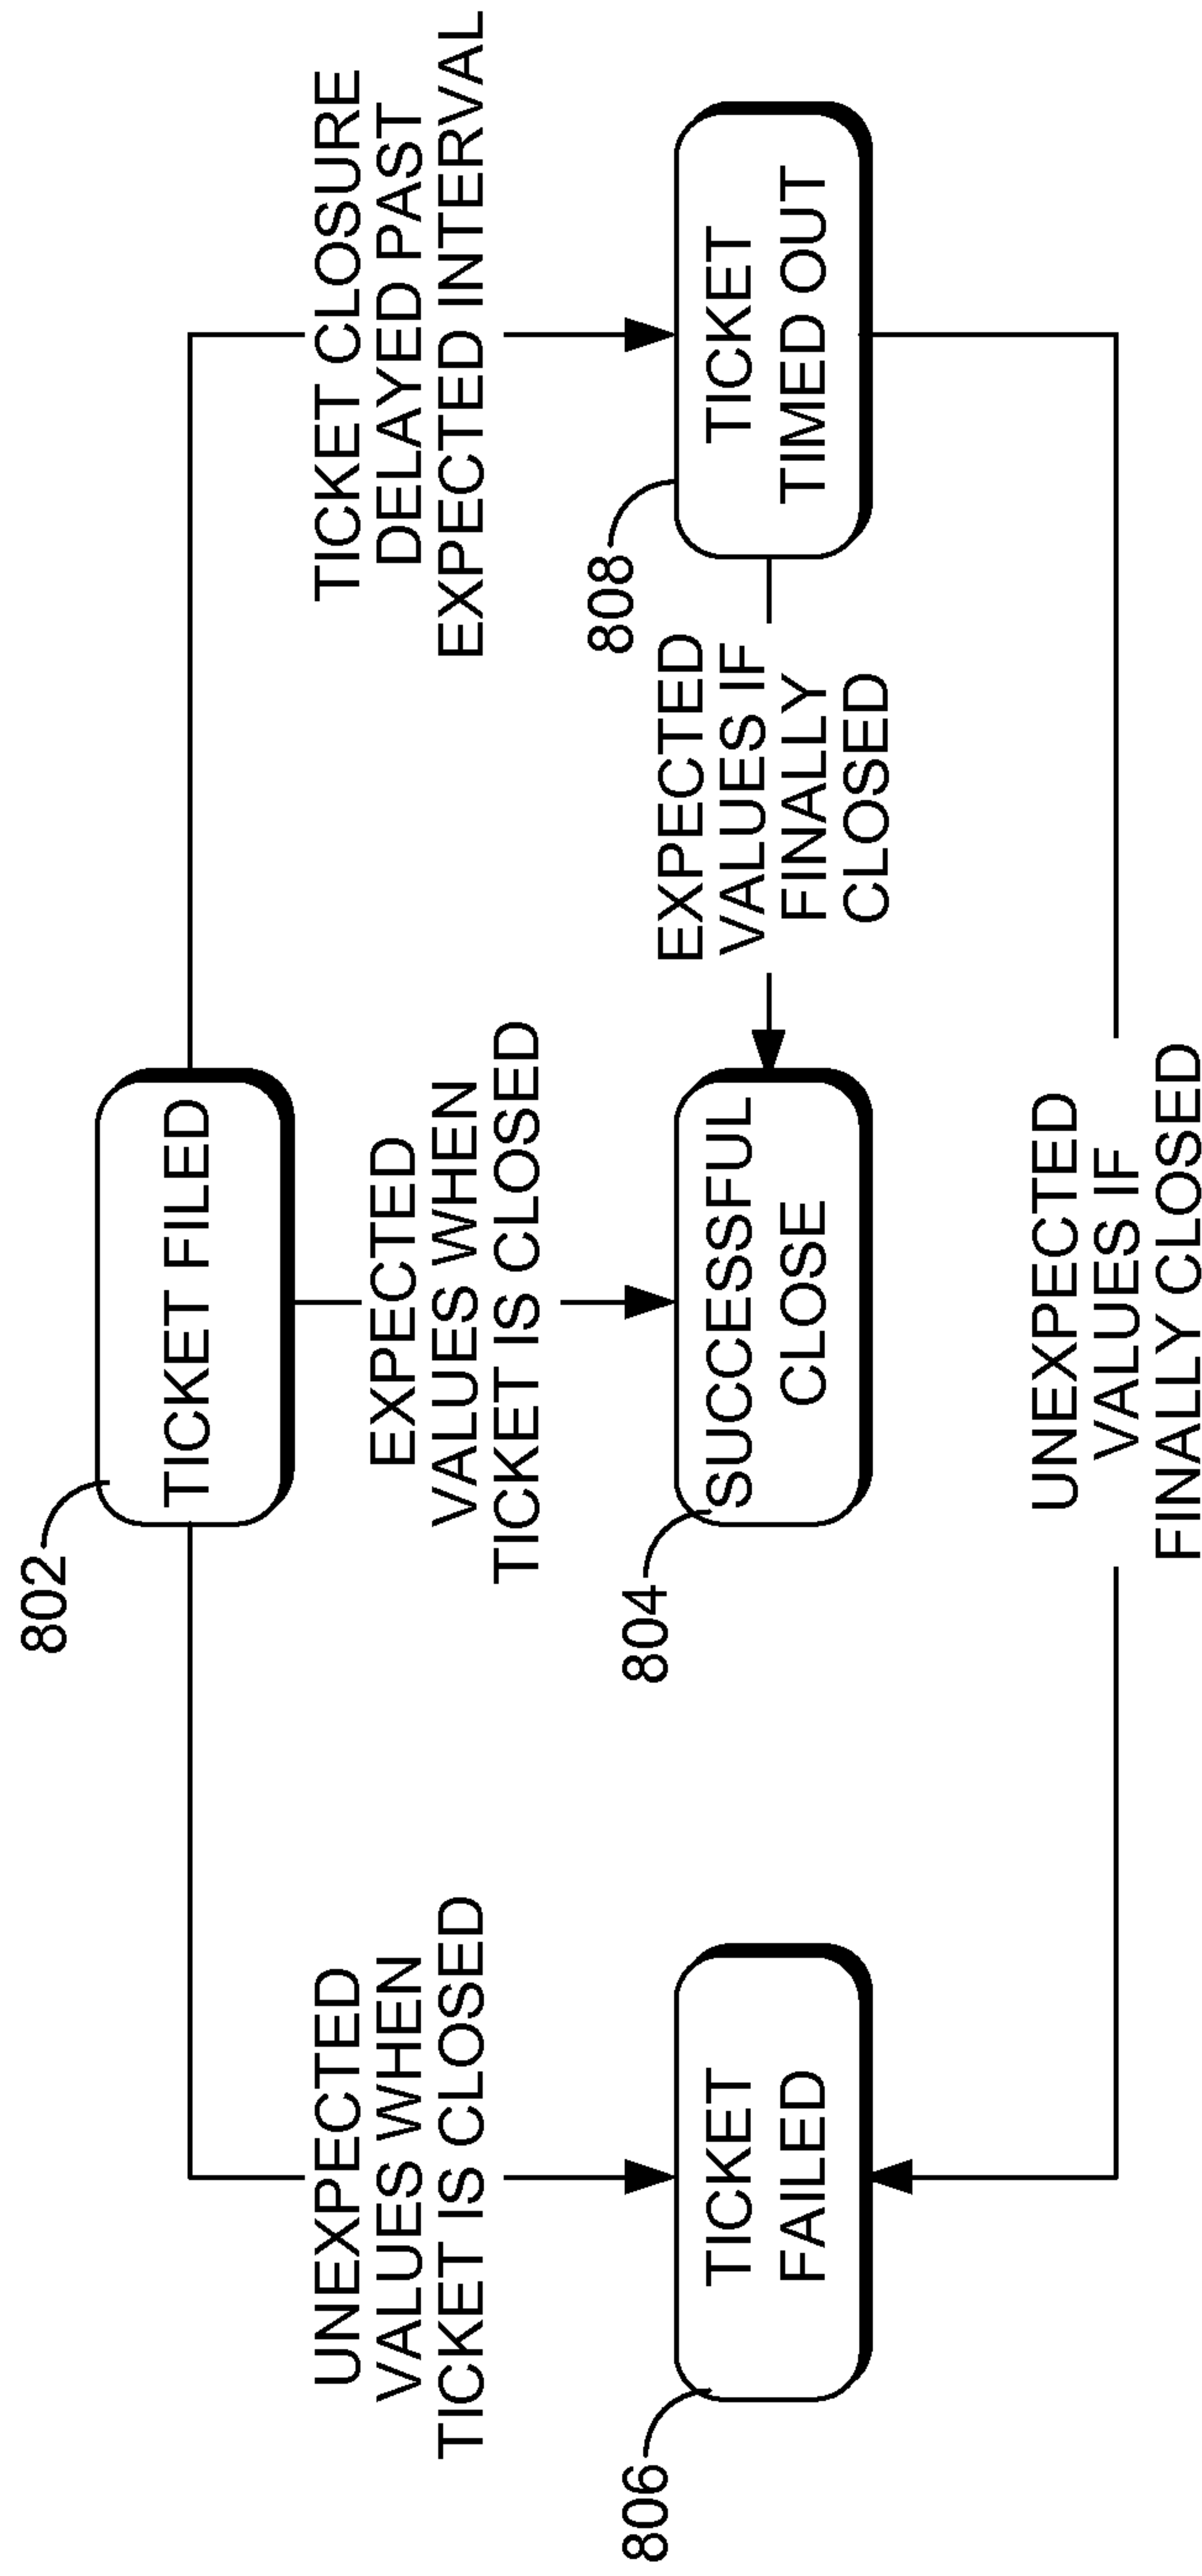 802
TICKET FILED
UNEXPECTED
VALUES WHEN
TICKET IS CLOSED
EXPECTED
VALUES WHEN
TICKET IS CLOSED
TICKET CLOSURE
DELAYED PAST
EXPECTED INTERVAL
806
TICKET
FAILED
804
SUCCESSFUL
CLOSE
EXPECTED
VALUES IF
FINALLY
CLOSED
808
TICKET
TIMED OUT
UNEXPECTED
VALUES IF
FINALLY CLOSED